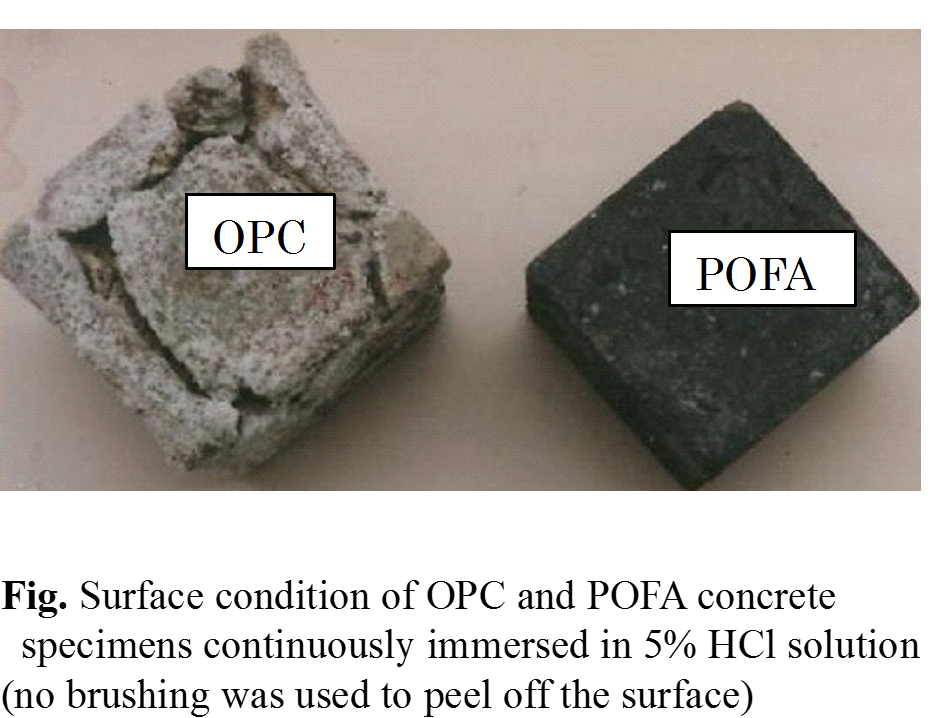 OPC
POFA
Fig. Surface condition of OPC and POFA concrete
specimens continuously immersed in 5% HCl solution
(no brushing was used to peel off the surface)